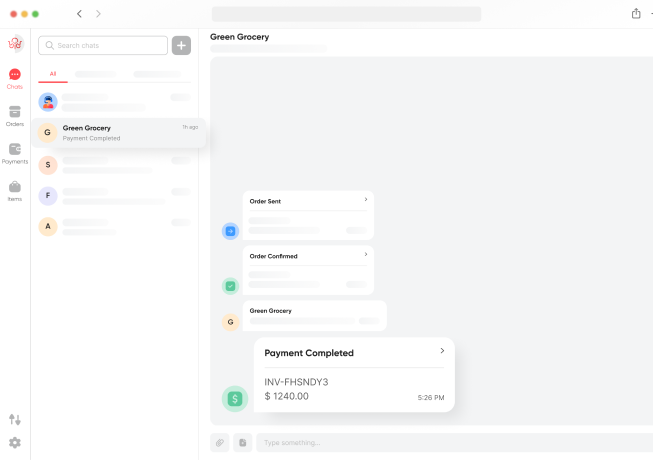 Search chats
Green Grocery
All
Chats
Orders
Payments
Items
Green Grocery
1h ago
G
Payment Completed
S
F
A
Order Sent
Order Confirmed
Green Grocery
G
Payment Completed
INV-FHSNDY3
$ 1240.00
5:26 PM
$
Type something...